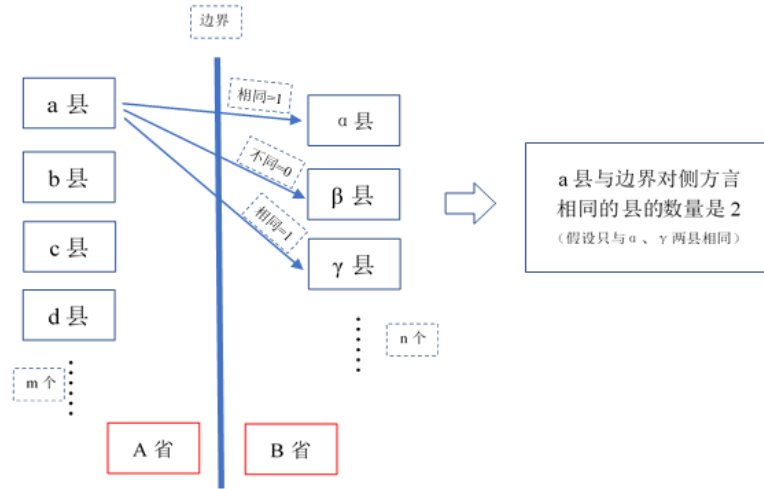 边界
a 县
相同=1
α 县
b 县
不同=0
β 县
c 县
相同=1
γ 县
d 县
m 个
n 个
A 省
B 省
a 县与边界对侧方言
相同的县的数量是 2
（假设只与 α 、 γ 两县相同）